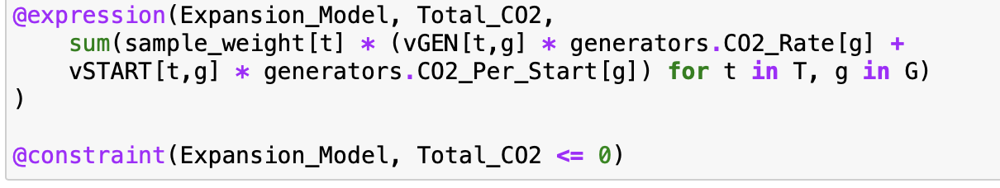 @expression(Expansion_Model, Total_CO2,
    sum(sample_weight[t] * (vGEN[t,g] * generators.CO2_Rate[g] +
    vSTART[t,g] * generators.CO2_Per_Start[g]) for t in T, g in G)
)

@constraint(Expansion_Model, Total_CO2 <= 0)